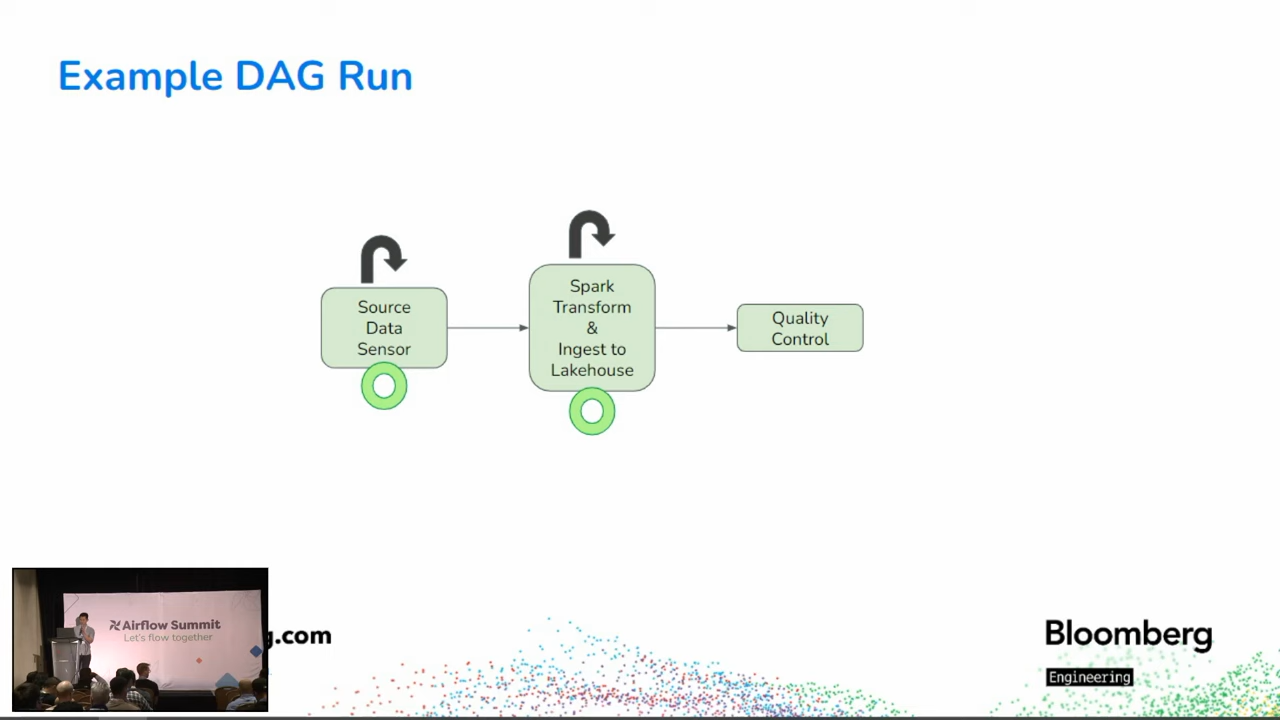 Example DAG Run
Source
Data
Sensor
Spark
Transform
&
Ingest to
Lakehouse
Quality
Control
Airflow Summit
Let's flow together
g.com
Bloomberg
Engineering